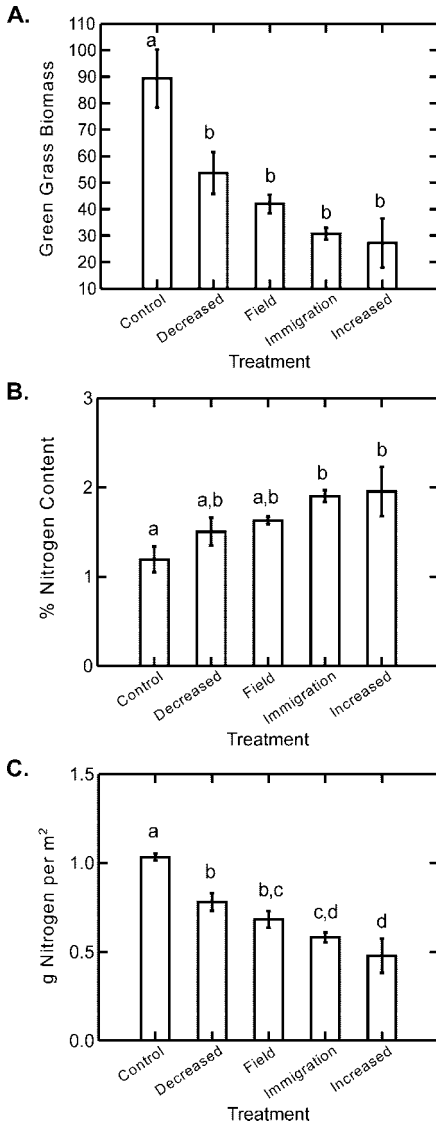 A.
110
100
90
80
70
60
50
40
30
20
10
Green Grass Biomass
a
b
b
b
b
Control
Decreased
Field
Immigration
Increased
Treatment
B.
3
2
1
0
% Nitrogen Content
a
a,b
a,b
b
b
Control
Decreased
Field
Immigration
Increased
Treatment
C.
1.5
1.0
0.5
0.0
g Nitrogen per m²
a
b
b,c
c,d
d
Control
Decreased
Field
Immigration
Increased
Treatment